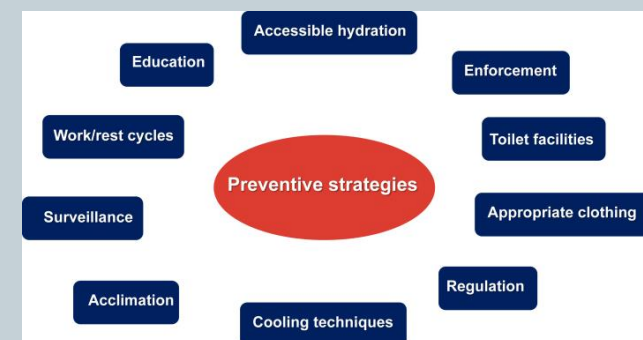 Accessible hydration
Education
Enforcement
Work/rest cycles
Toilet facilities
Preventive strategies
Surveillance
Appropriate clothing
Acclimation
Regulation
Cooling techniques